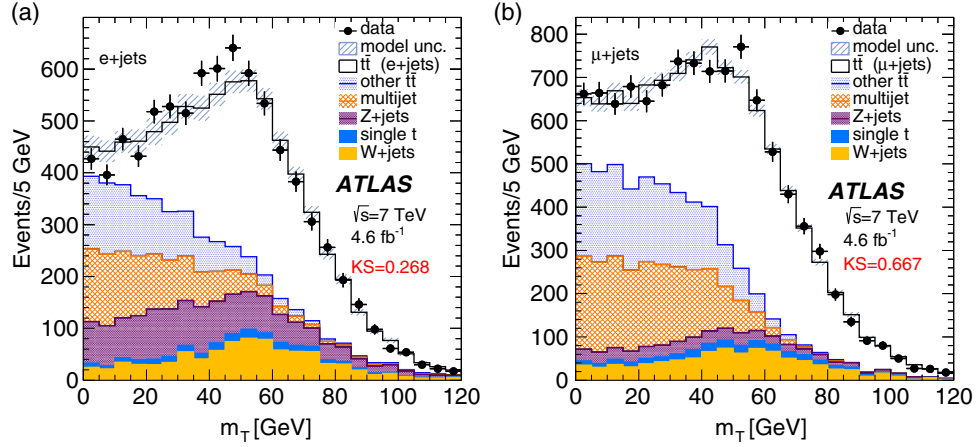 (a)
e+jets
data
model unc.
tt̄ (e+jets)
other tt̄
multijet
Z+jets
single t
W+jets
ATLAS
√s=7 TeV
4.6 fb⁻¹
KS=0.268
Events/5 GeV
600
500
400
300
200
100
0
0 20 40 60 80 100 120
m_T [GeV]
(b)
μ+jets
data
model unc.
tt̄ (μ+jets)
other tt̄
multijet
Z+jets
single t
W+jets
ATLAS
√s=7 TeV
4.6 fb⁻¹
KS=0.667
Events/5 GeV
800
700
600
500
400
300
200
100
0
0 20 40 60 80 100 120
m_T [GeV]